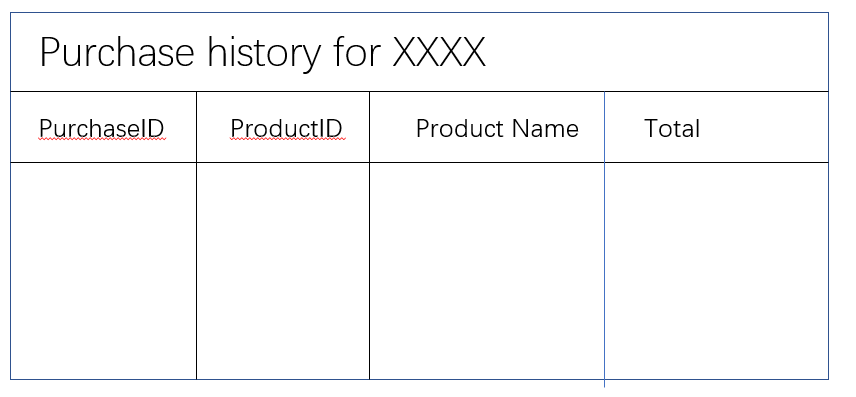 Purchase history for XXXX
PurchaseID ProductID Product Name Total